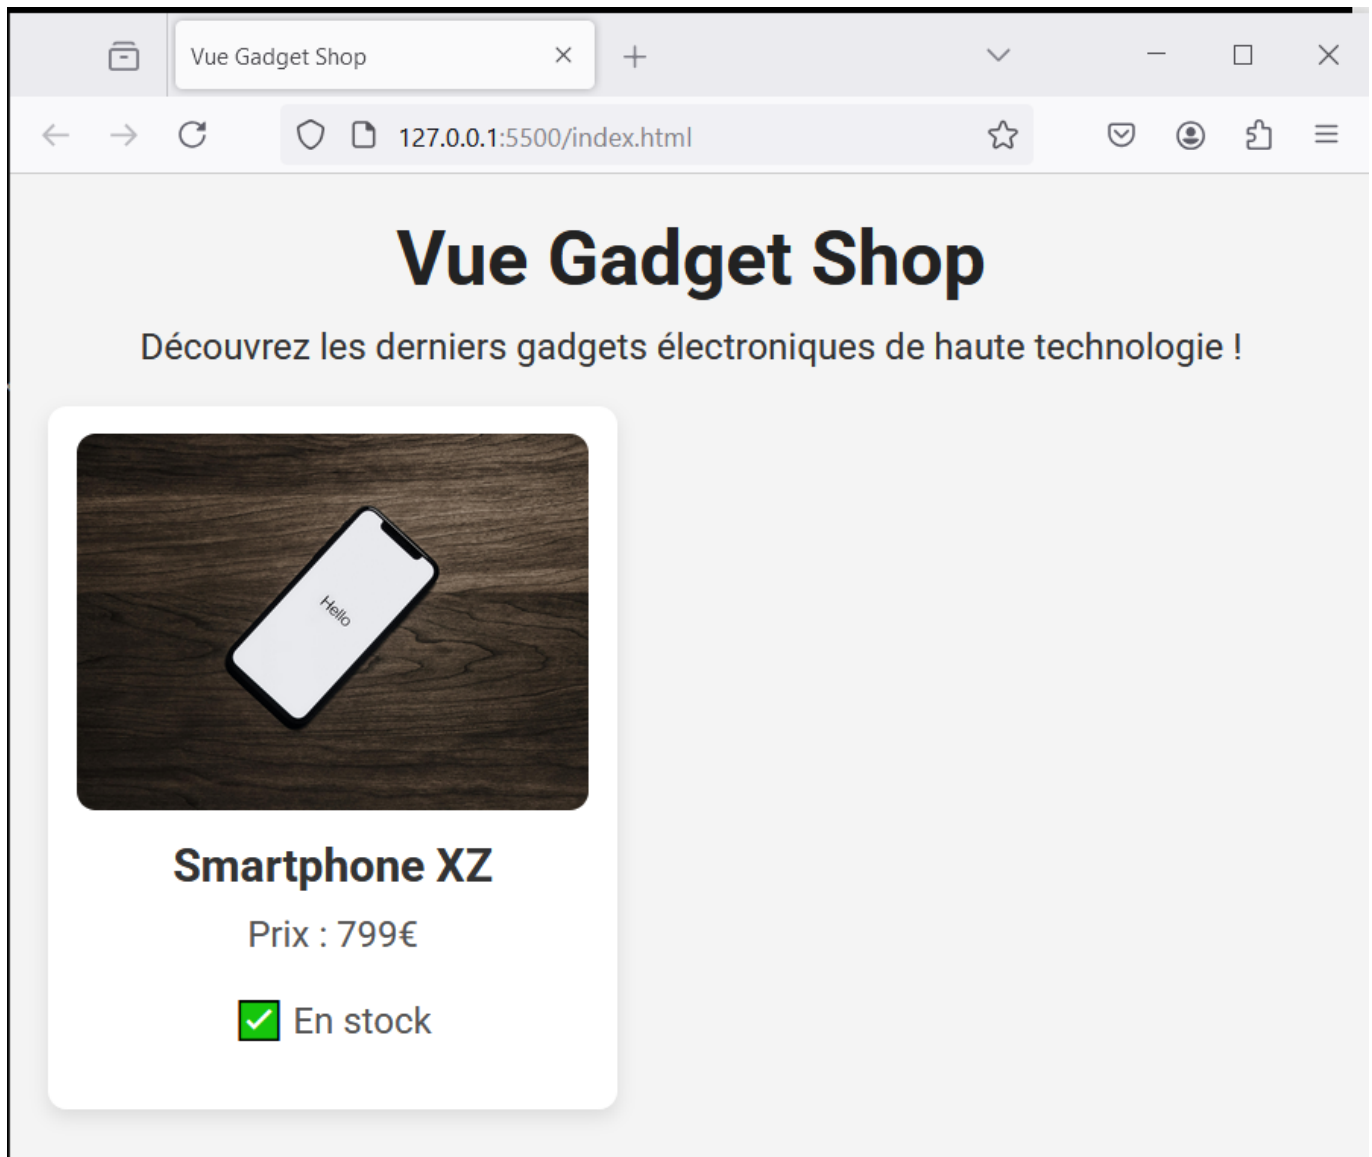 Vue Gadget Shop
127.0.0.1:5500/index.html
Vue Gadget Shop
Découvrez les derniers gadgets électroniques de haute technologie !
Hello
Smartphone XZ
Prix : 799€
✅ En stock